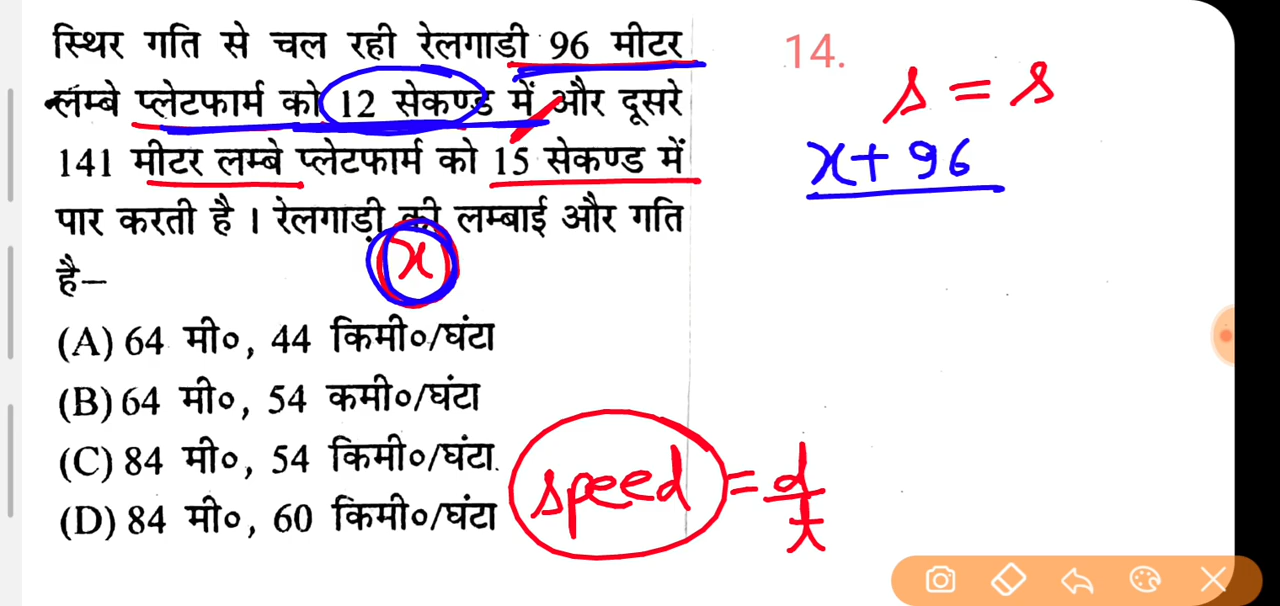 स्थिर गति से चल रही रेलगाडी 96 मीटर
लम्बे प्लेटफार्म को 12 सेकण्ड में और दूसरे
141 मीटर लम्बे प्लेटफार्म को 15 सेकण्ड में
पार करती है । रेलगाड़ी की लम्बाई और गति
है–
x
(A) 64 मी०, 44 किमी०/घंटा
(B) 64 मी०, 54 कमी०/घंटा
(C) 84 मी०, 54 किमी०/घंटा.
(D) 84 मी०, 60 किमी०/घंटा
14.
s = s
x + 96
speed = d/t